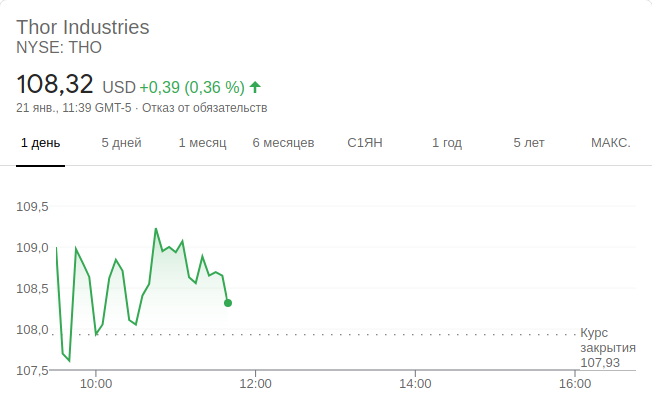 Thor Industries
NYSE: THO
108,32 USD +0,39 (0,36 %)
21 янв., 11:39 GMT-5 · Отказ от обязательств
1 день 5 дней 1 месяц 6 месяцев С1ЯН 1 год 5 лет МАКС.
109,5
109,0
108,5
108,0
107,5
Курс
закрытия
107,93
10:00 12:00 14:00 16:00